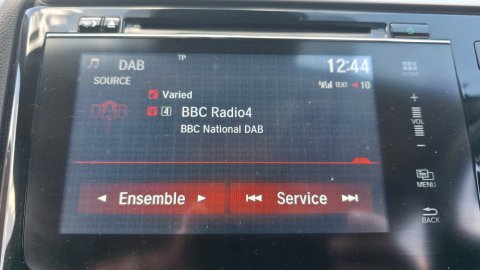 DAB
TP
12:44
SOURCE
TEXT 10
HOME
Varied
4 BBC Radio4
BBC National DAB
DAB
+
VOL
-
Ensemble
Service
MENU
BACK